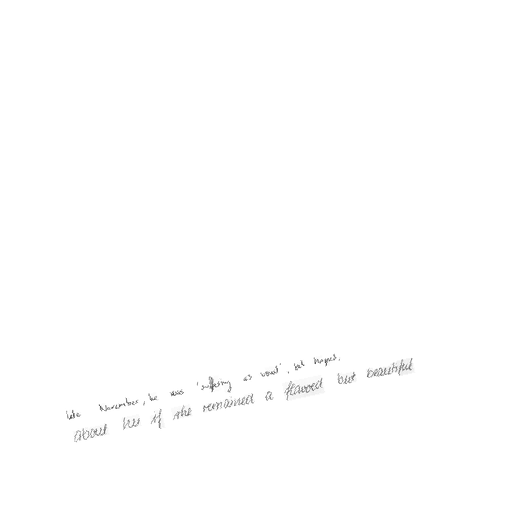 late November, he was 'suffering as usual', but hopes,
about her if she remained a flawed but beautiful